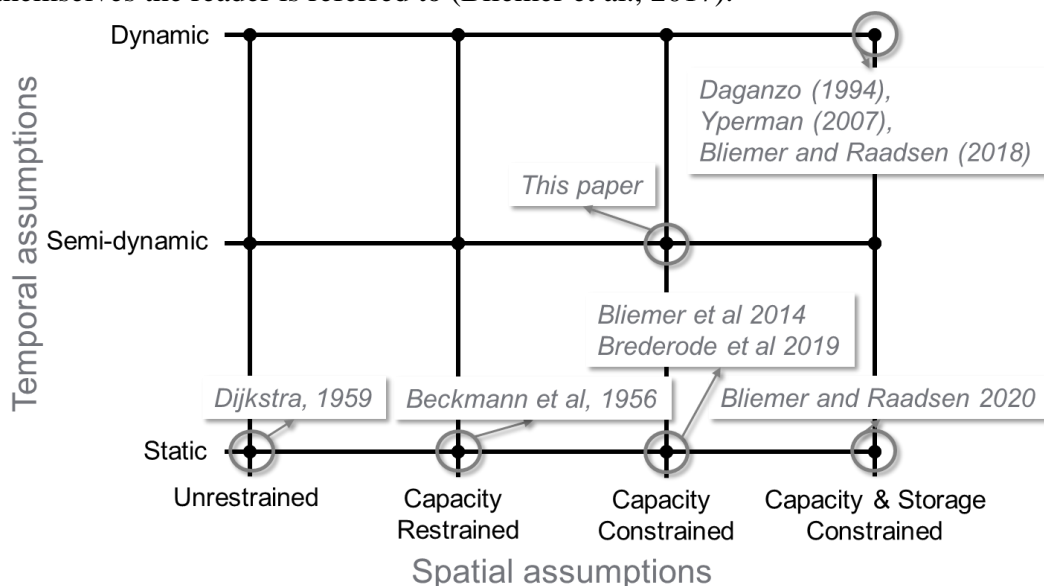 themselves the reader is referred to (Bliemer et al., 2017).
Dynamic
Daganzo (1994),
Yperman (2007),
Bliemer and Raadsen (2018)
This paper
Semi-dynamic
Temporal assumptions
Bliemer et al 2014
Brederode et al 2019
Dijkstra, 1959
Beckmann et al, 1956
Bliemer and Raadsen 2020
Static
Unrestrained
Capacity
Restrained
Capacity
Constrained
Capacity & Storage
Constrained
Spatial assumptions